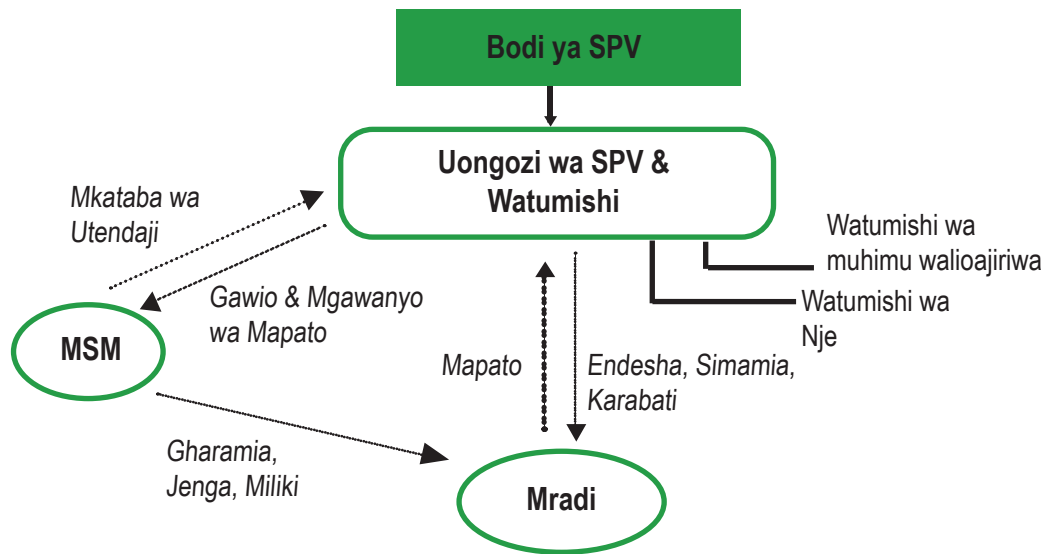 Bodi ya SPV
Uongozi wa SPV &
Watumishi
Mkataba wa
Utendaji
Watumishi wa
muhimu walioajiriwa
Gawio & Mgawanyo
wa Mapato
Watumishi wa
Nje
MSM
Mapato
Endesha, Simamia,
Karabati
Gharamia,
Jenga, Miliki
Mradi